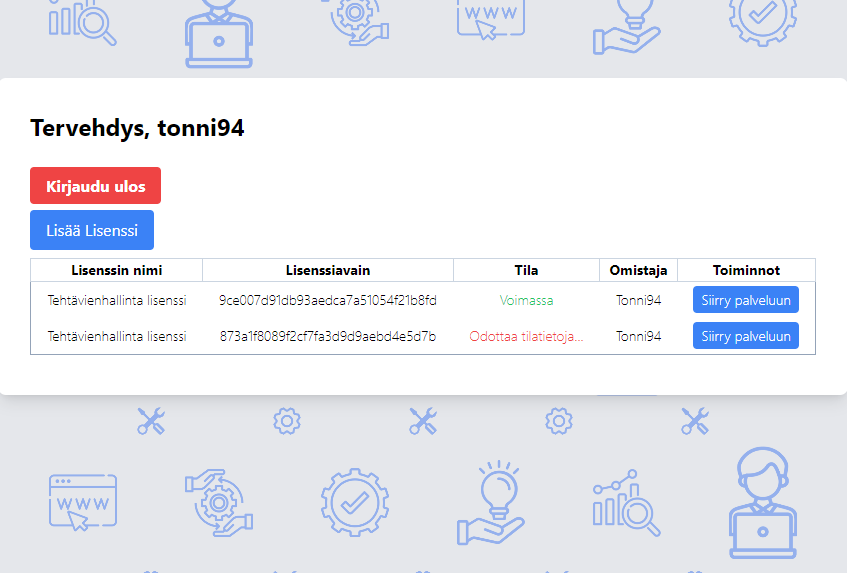 WWW
Tervehdys, tonni94
Kirjaudu ulos
Lisää Lisenssi
Lisenssin nimi Lisenssiavain Tila Omistaja Toiminnot
Tehtävienhallinta lisenssi 9ce007d91db93aedca7a51054f21b8fd Voimassa Tonni94 Siirry palveluun
Tehtävienhallinta lisenssi 873a1f8089f2cf7fa3d9d9aebd4e5d7b Odottaa tilatietoja... Tonni94 Siirry palveluun
WWW